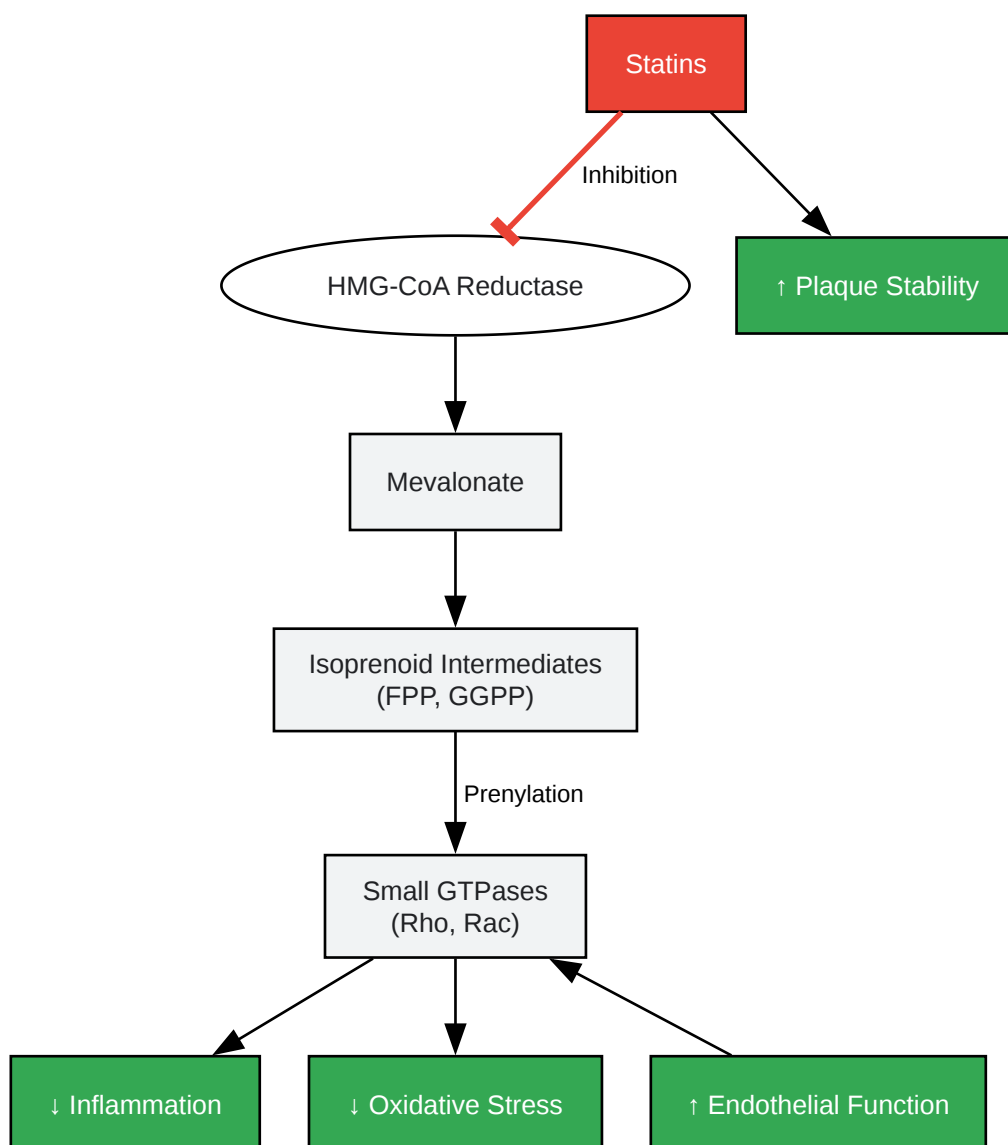 Statins
Inhibition
HMG-CoA Reductase
↑ Plaque Stability
Mevalonate
Isoprenoid Intermediates
(FPP, GGPP)
Prenylation
Small GTPases
(Rho, Rac)
↓ Inflammation
↓ Oxidative Stress
↑ Endothelial Function